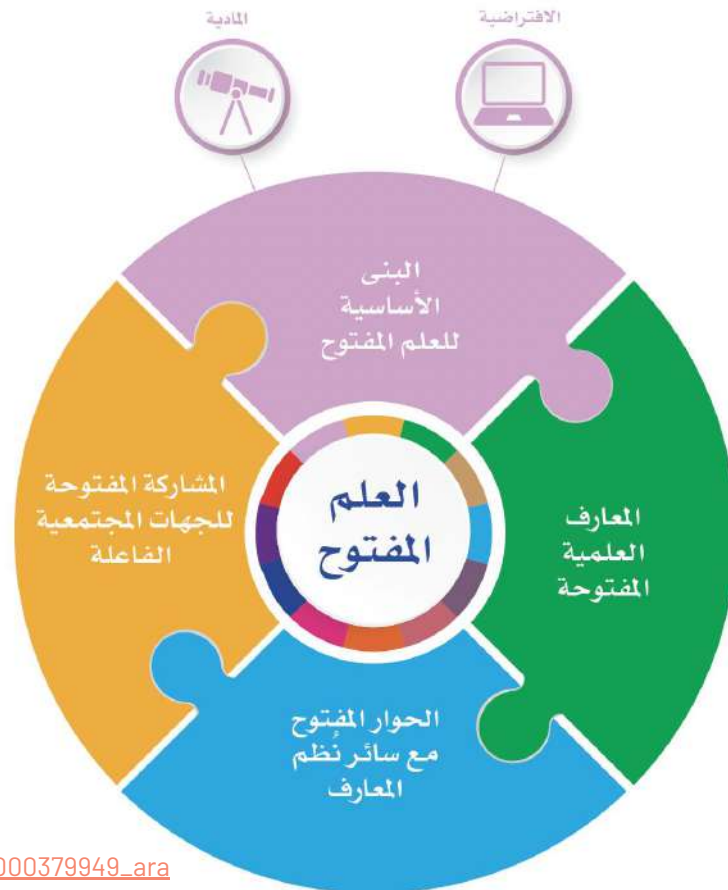 الافتراضية
المادية
البنى
الأساسية
للعلم المفتوح
المعارف
العلمية
المفتوحة
العلم
المفتوح
المشاركة المفتوحة
للجهات المجتمعية
الفاعلة
الحوار المفتوح
مع سائر نُظم
المعارف
000379949_ara